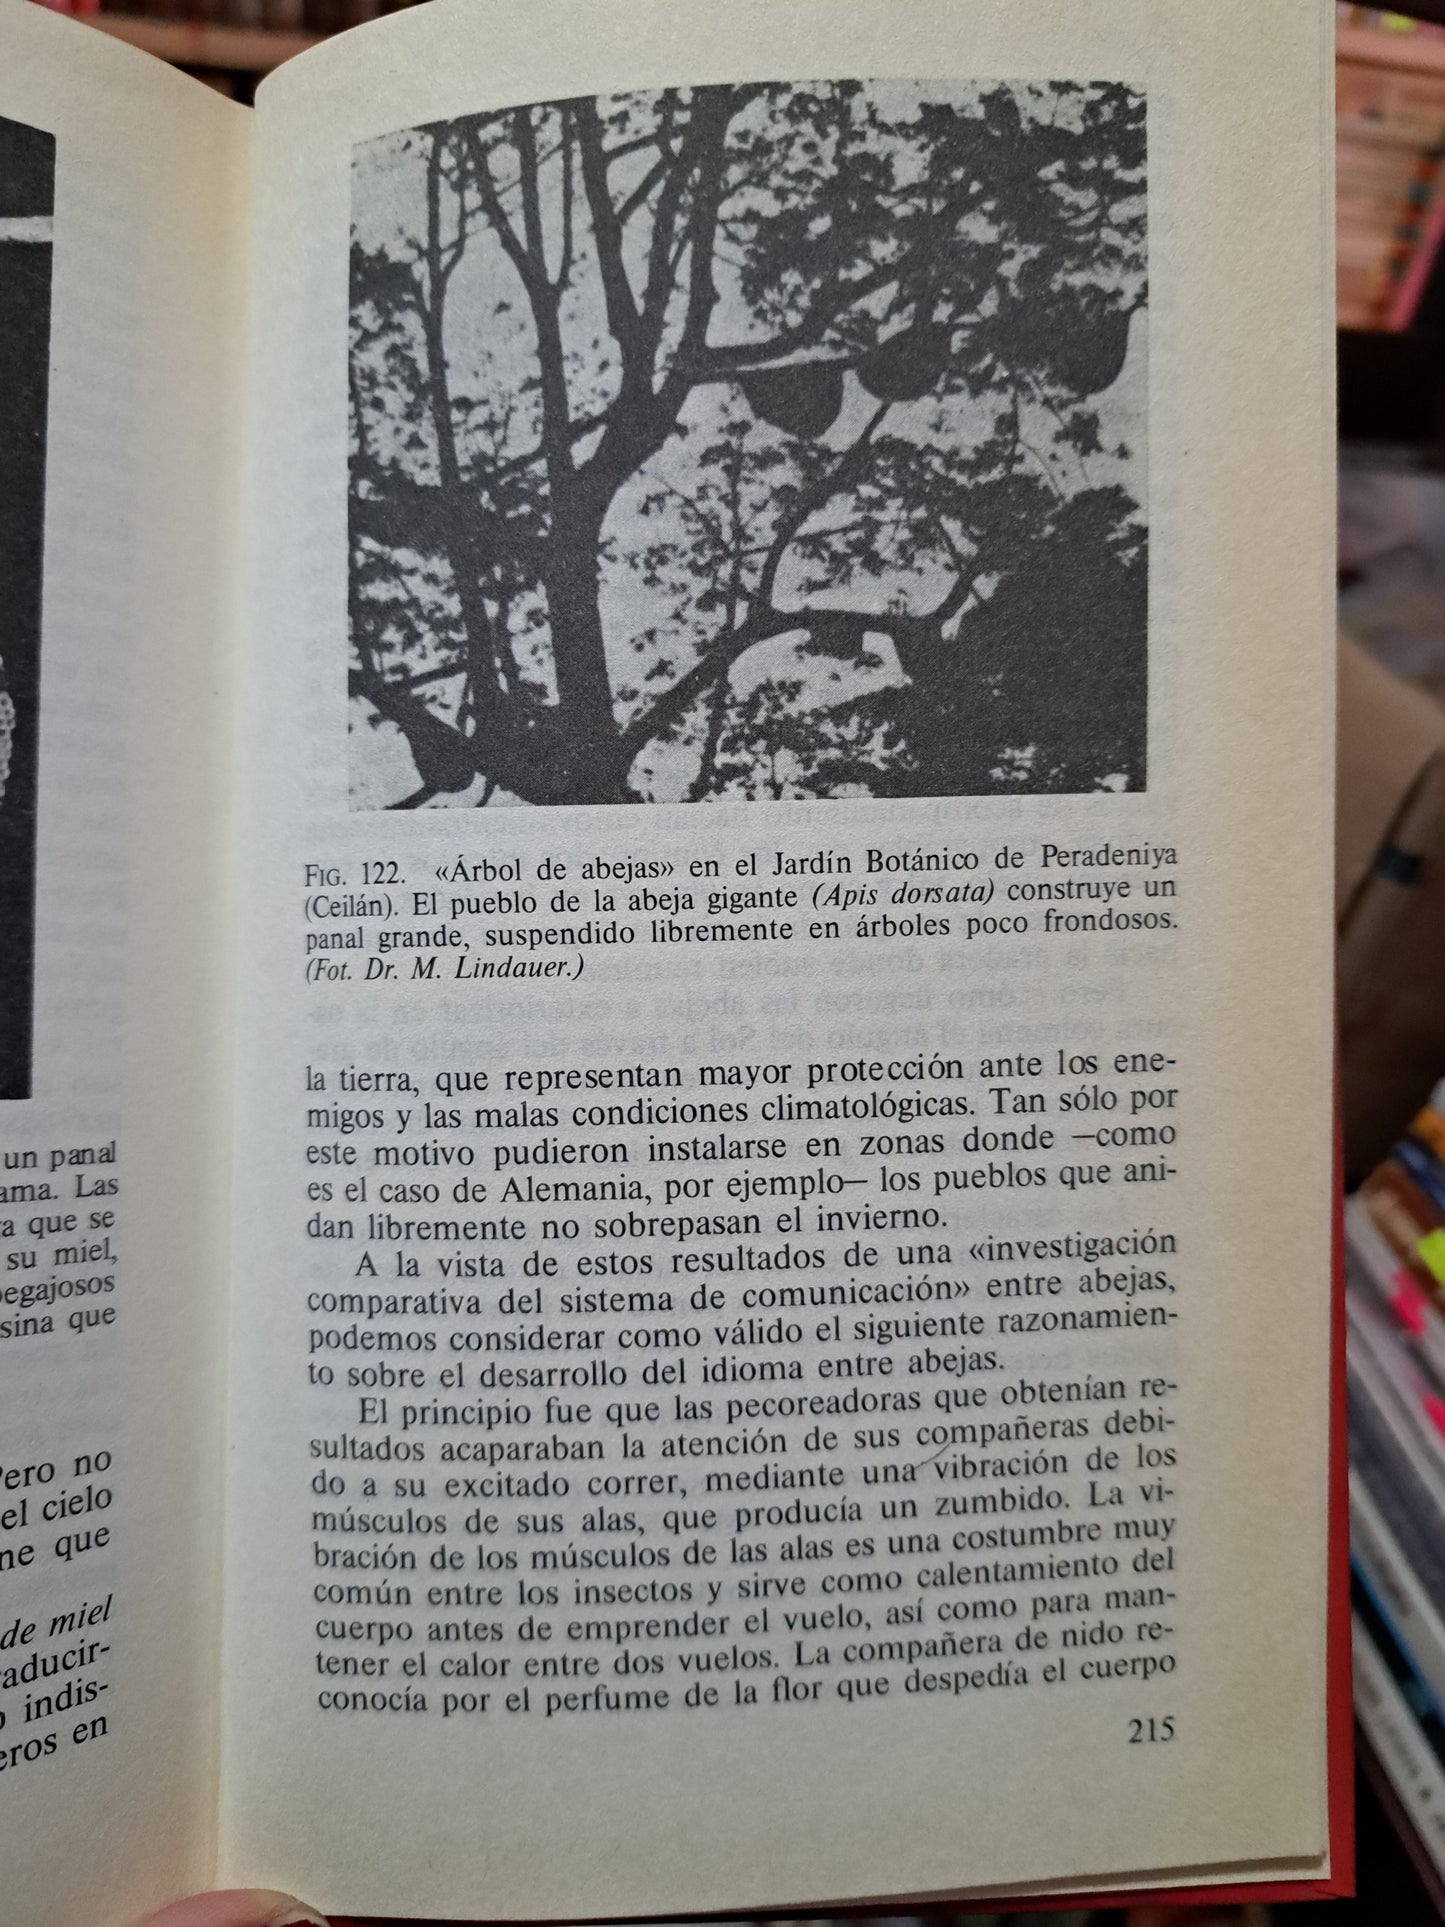 un panal
ama. Las
a que se
su miel,
pegajosos
sina que
Pero no
el cielo
ne que
de miel
aducir-
o indis-
eros en
FIG. 122. «Árbol de abejas» en el Jardín Botánico de Peradeniya
(Ceilán). El pueblo de la abeja gigante (Apis dorsata) construye un
panal grande, suspendido libremente en árboles poco frondosos.
(Fot. Dr. M. Lindauer.)
la tierra, que representan mayor protección ante los ene-
migos y las malas condiciones climatológicas. Tan sólo por
este motivo pudieron instalarse en zonas donde —como
es el caso de Alemania, por ejemplo— los pueblos que ani-
dan libremente no sobrepasan el invierno.
A la vista de estos resultados de una «investigación
comparativa del sistema de comunicación» entre abejas,
podemos considerar como válido el siguiente razonamien-
to sobre el desarrollo del idioma entre abejas.
El principio fue que las pecoreadoras que obtenían re-
sultados acaparaban la atención de sus compañeras debi-
do a su excitado correr, mediante una vibración de los
músculos de sus alas, que producía un zumbido. La vi-
bración de los músculos de las alas es una costumbre muy
común entre los insectos y sirve como calentamiento del
cuerpo antes de emprender el vuelo, así como para man-
tener el calor entre dos vuelos. La compañera de nido re-
conocía por el perfume de la flor que despedía el cuerpo
215